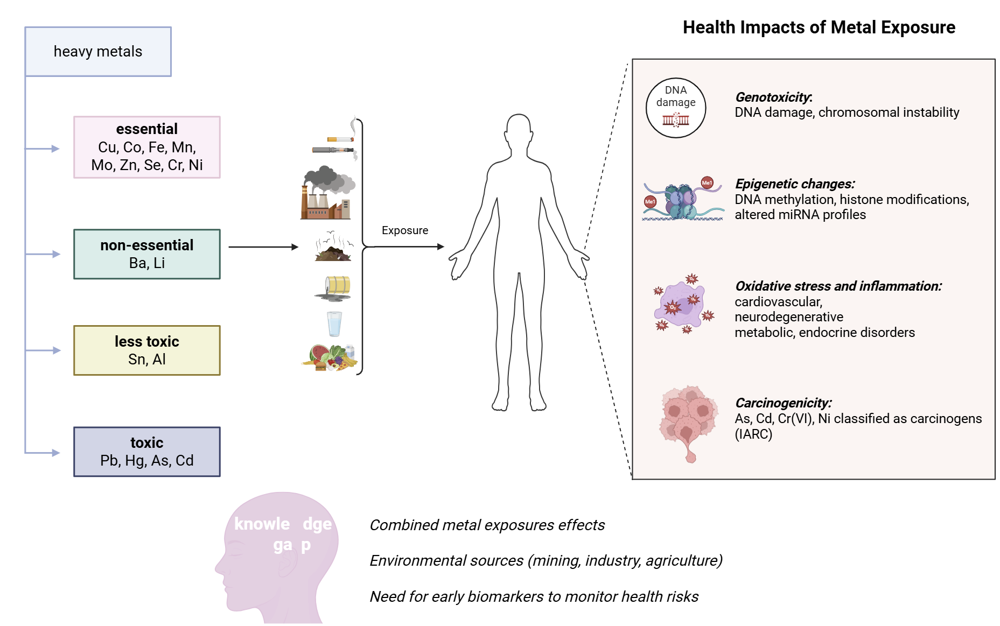 heavy metals
essential
Cu, Co, Fe, Mn,
Mo, Zn, Se, Cr, Ni
non-essential
Ba, Li
less toxic
Sn, Al
toxic
Pb, Hg, As, Cd
Exposure
Health Impacts of Metal Exposure
DNA
damage
Genotoxicity:
DNA damage, chromosomal instability
Me1
Me1
Epigenetic changes:
DNA methylation, histone modifications,
altered miRNA profiles
O₂
Oxidative stress and inflammation:
cardiovascular,
neurodegenerative
metabolic, endocrine disorders
Carcinogenicity:
As, Cd, Cr(VI), Ni classified as carcinogens
(IARC)
knowle dge
ga p
Combined metal exposures effects
Environmental sources (mining, industry, agriculture)
Need for early biomarkers to monitor health risks